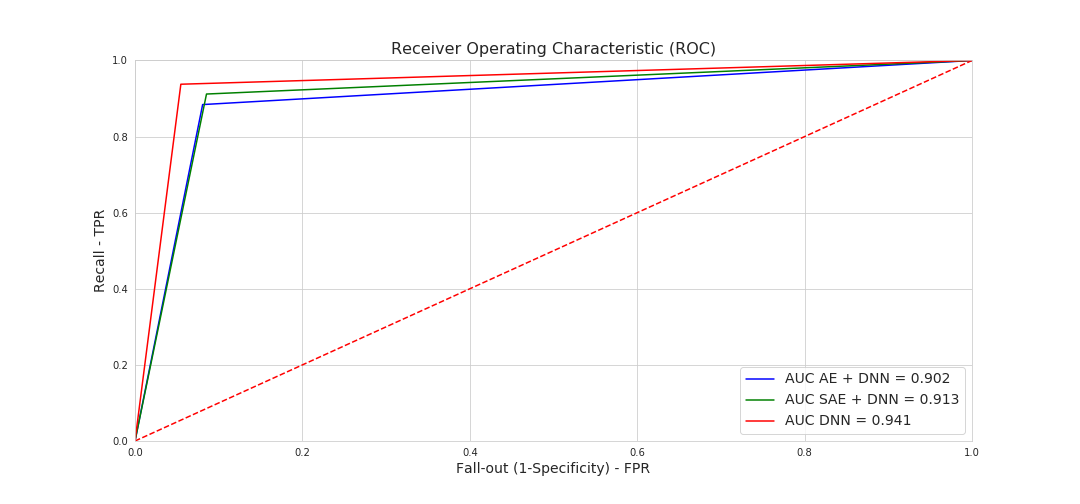 Receiver Operating Characteristic (ROC)
1.0
0.8
0.6
0.4
0.2
0.0
Recall - TPR
0.0 0.2 0.4 0.6 0.8 1.0
Fall-out (1-Specificity) - FPR
AUC AE + DNN = 0.902
AUC SAE + DNN = 0.913
AUC DNN = 0.941